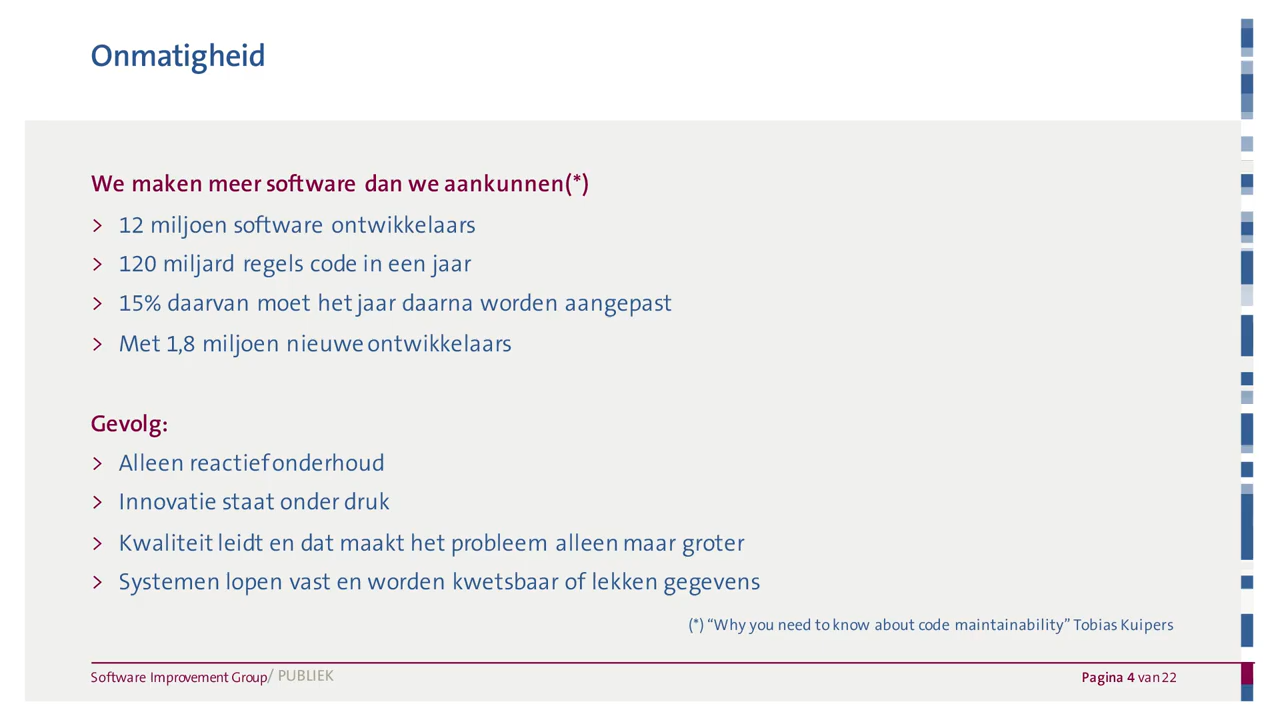 Onmatigheid
We maken meer software dan we aankunnen(*)
> 12 miljoen software ontwikkelaars
> 120 miljard regels code in een jaar
> 15% daarvan moet het jaar daarna worden aangepast
> Met 1,8 miljoen nieuwe ontwikkelaars
Gevolg:
> Alleen reactief onderhoud
> Innovatie staat onder druk
> Kwaliteit leidt en dat maakt het probleem alleen maar groter
> Systemen lopen vast en worden kwetsbaar of lekken gegevens
(*) “Why you need to know about code maintainability” Tobias Kuipers
Software Improvement Group/ PUBLIEK
Pagina 4 van 22